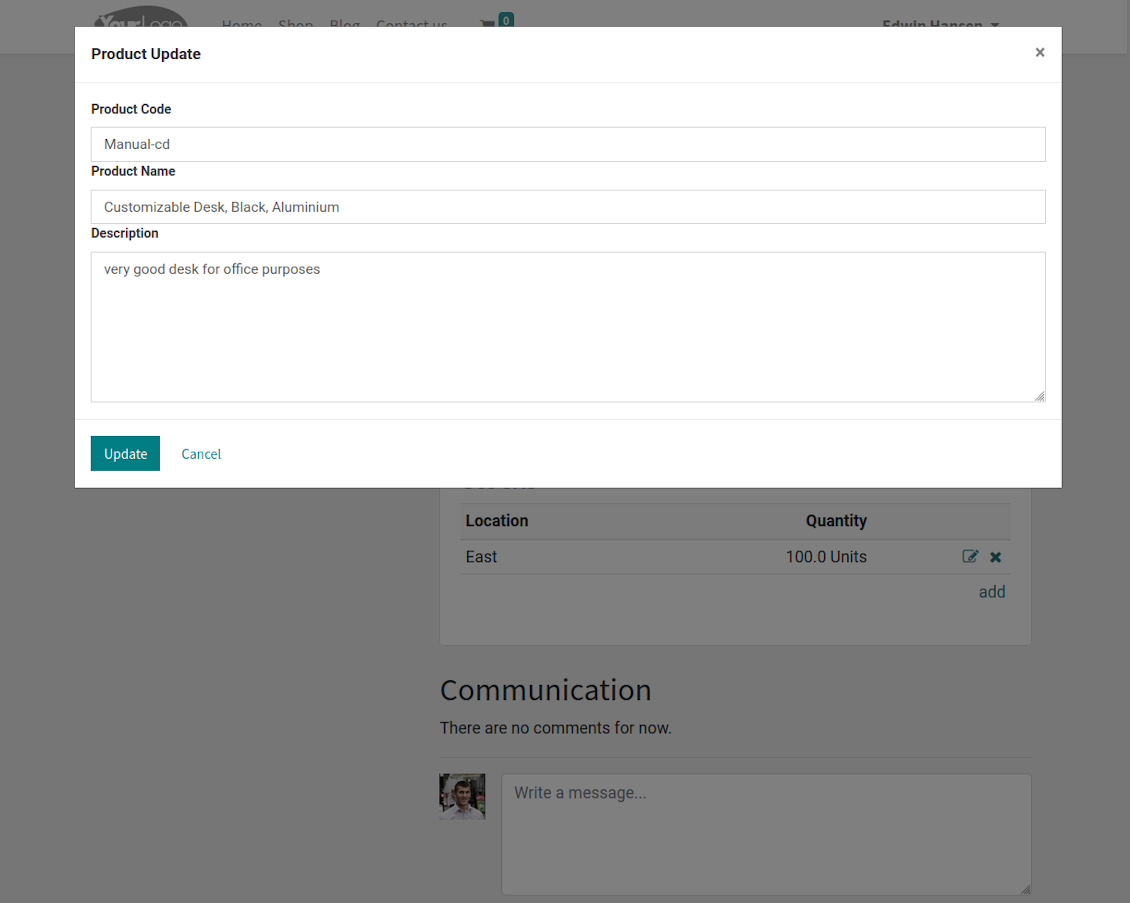 YourLogo
Home Shop Blog Contact us 0 Edwin Hansen
Product Update
×
Product Code
Manual-cd
Product Name
Customizable Desk, Black, Aluminium
Description
very good desk for office purposes
Update Cancel
Location Quantity
East 100.0 Units
add
Communication
There are no comments for now.
Write a message...